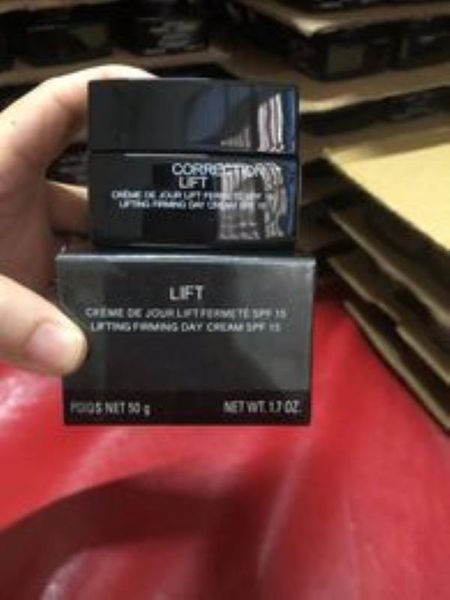 CORRECTION
LIFT
CRÈME DE JOUR LIFT FERMETÉ SPF 15
LIFTING FIRMING DAY CREAM SPF 15
LIFT
CRÈME DE JOUR LIFT FERMETÉ SPF 15
LIFTING FIRMING DAY CREAM SPF 15
POIDS NET 50 g
NET WT. 1.7 OZ.